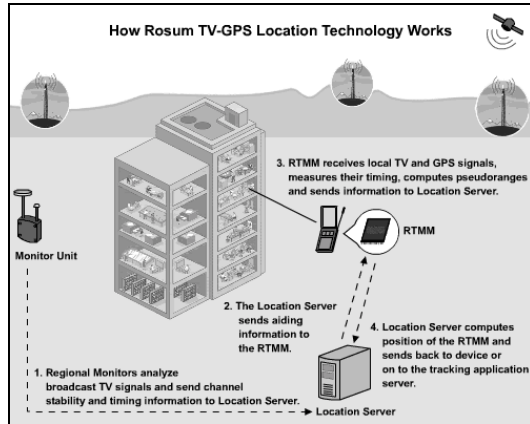 How Rosum TV-GPS Location Technology Works
3. RTMM receives local TV and GPS signals,
measures their timing, computes pseudoranges
and sends information to Location Server.
RTMM
Monitor Unit
2. The Location Server
sends aiding
information to
the RTMM.
4. Location Server computes
position of the RTMM and
sends back to device or
on to the tracking application
server.
1. Regional Monitors analyze
broadcast TV signals and send channel
stability and timing information to Location Server.
Location Server